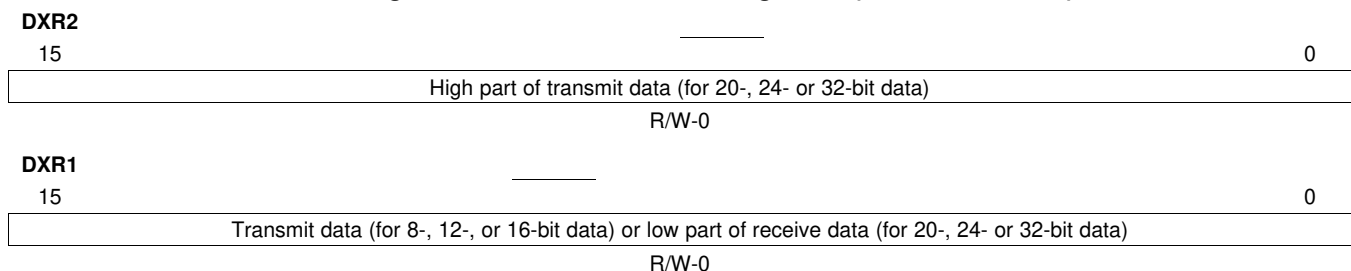 DXR2
15 0
High part of transmit data (for 20-, 24- or 32-bit data)
R/W-0
DXR1
15 0
Transmit data (for 8-, 12-, or 16-bit data) or low part of receive data (for 20-, 24- or 32-bit data)
R/W-0